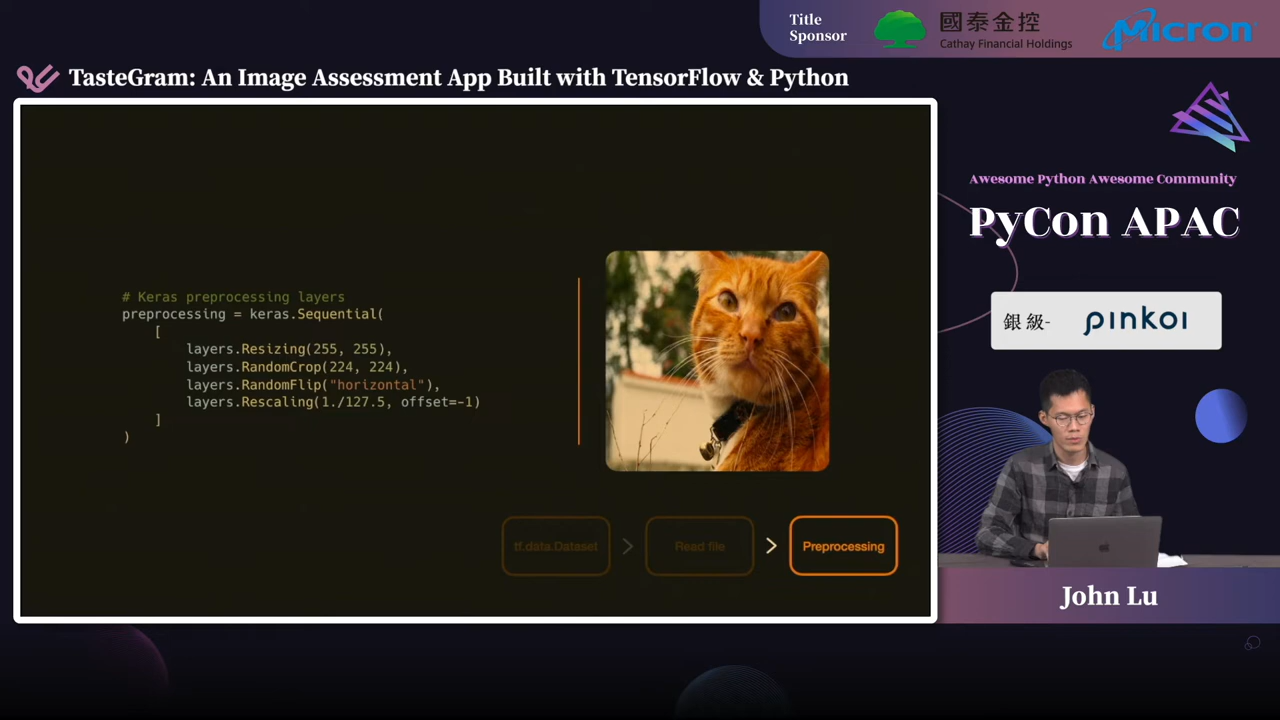 Title
Sponsor
國泰金控
Cathay Financial Holdings
Micron
TasteGram: An Image Assessment App Built with TensorFlow & Python
Awesome Python Awesome Community
PyCon APAC
銀級- pinkoi
# Keras preprocessing layers
preprocessing = keras.Sequential(
[
layers.Resizing(255, 255),
layers.RandomCrop(224, 224),
layers.RandomFlip("horizontal"),
layers.Rescaling(1./127.5, offset=-1)
]
)
tf.data.Dataset > Read file > Preprocessing
John Lu